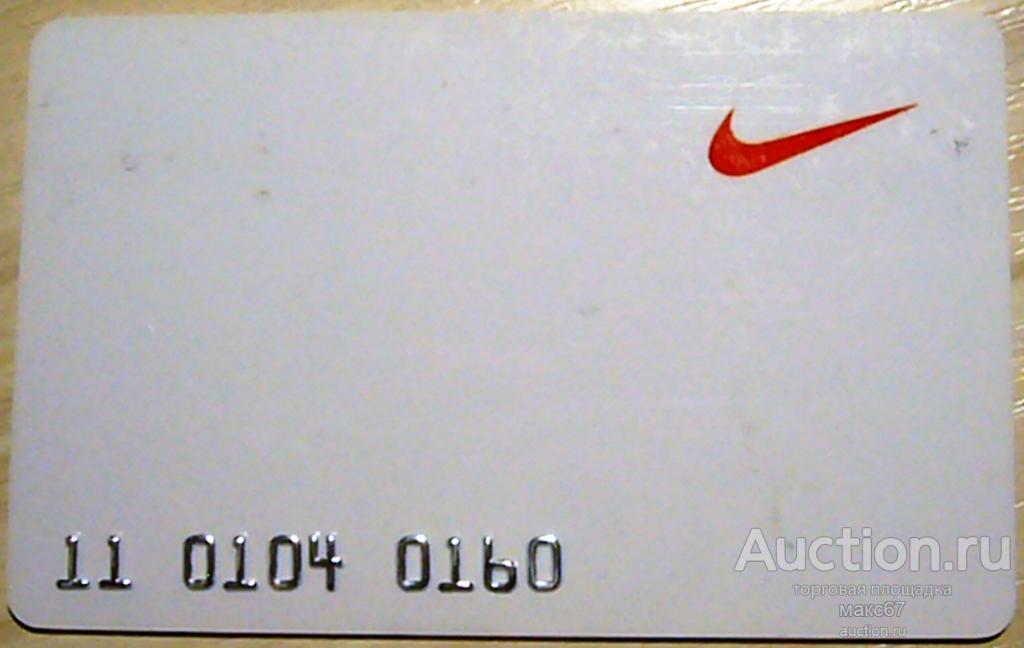 11 0104 0160
Auction.ru
торговая площадка
макс67
auction.ru